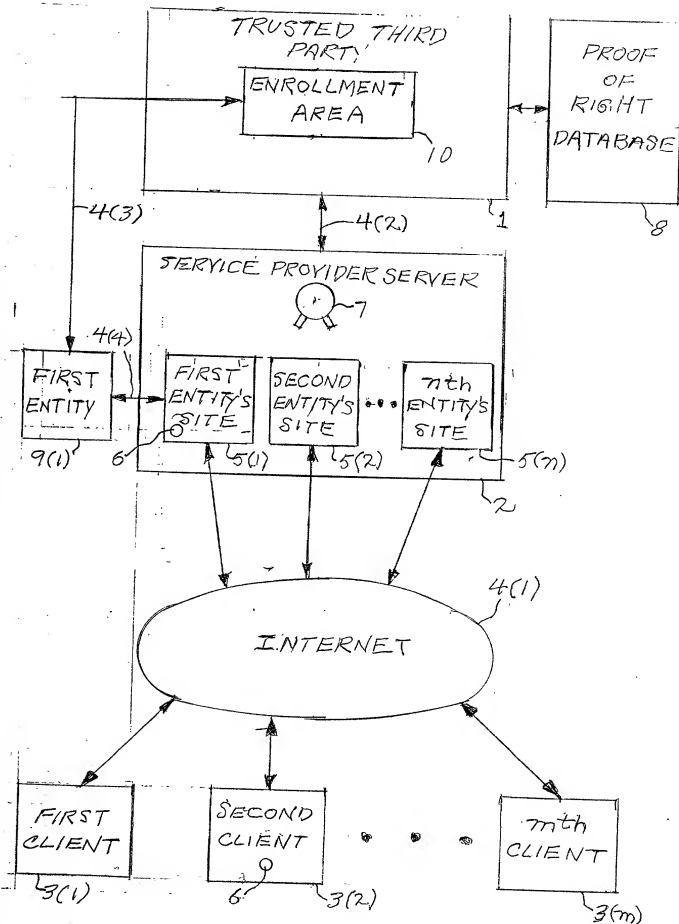 TRUSTED THIRD
PARTY
ENROLLMENT
AREA
10
1
PROOF
OF
RIGHT
DATABASE
8
4(3)
4(2)
SERVICE PROVIDER SERVER
7
4(4)
FIRST
ENTITY
9(1)
FIRST
ENTITY'S
SITE
6
5(1)
SECOND
ENTITY'S
SITE
5(2)
nth
ENTITY'S
SITE
5(n)
2
4(1)
INTERNET
FIRST
CLIENT
3(1)
SECOND
CLIENT
6
3(2)
mth
CLIENT
3(m)